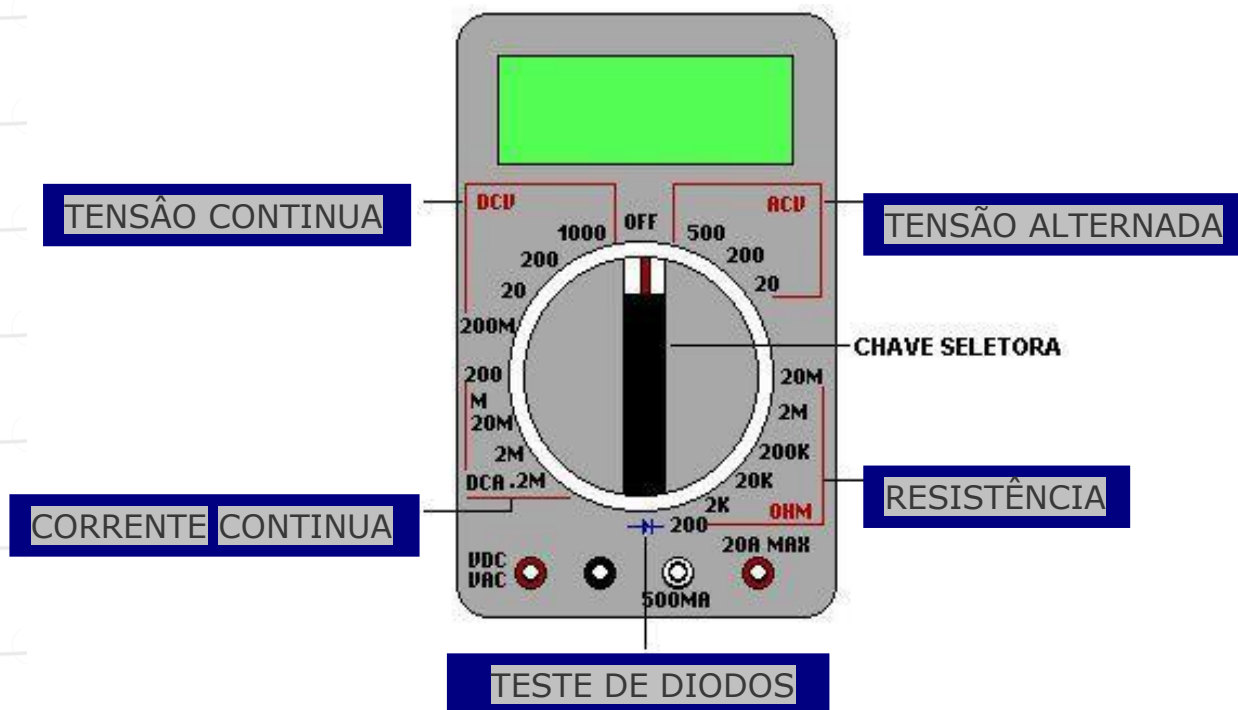 DCV
ACV
TENSÂO CONTINUA
TENSÃO ALTERNADA
1000
OFF
500
200
200
20
20
200M
CHAVE SELETORA
200
M
20M
20M
2M
2M
200K
DCA .2M
20K
2K
OHM
200
RESISTÊNCIA
CORRENTE CONTINUA
VDC
VAC
500MA
20A MAX
TESTE DE DIODOS